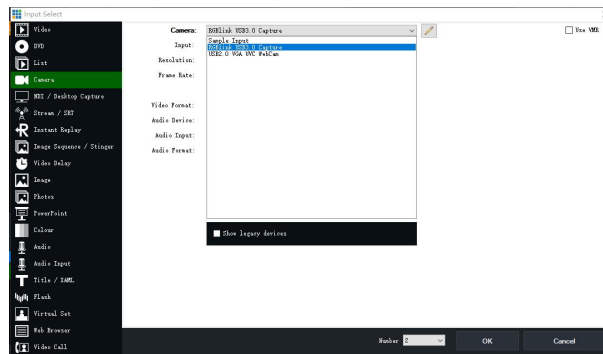 Input Select
Video
DVD
List
Camera
NDI / Desktop Capture
Stream / SRT
Instant Replay
Image Sequence / Stinger
Video Delay
Image
Photos
PowerPoint
Colour
Audio
Audio Input
Title / XAML
Flash
Virtual Set
Web Browser
Video Call
Camera: RGBlink USB3.0 Capture
Use VMR
Sample Input
RGBlink USB3.0 Capture
USB2.0 VGA UVC WebCam
Input:
Resolution:
Frame Rate:
Video Format:
Audio Device:
Audio Input:
Audio Format:
Show legacy devices
Number 2
OK
Cancel